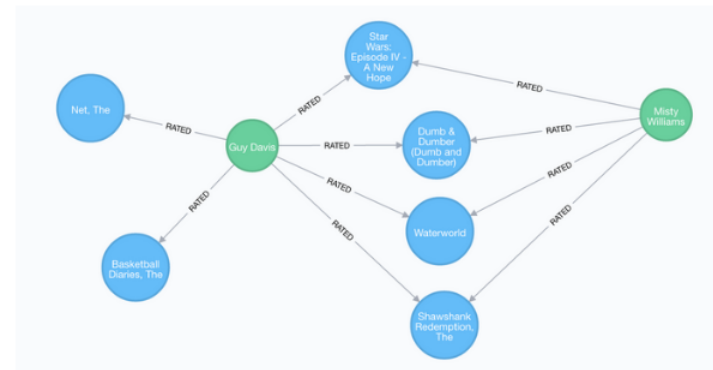 Star
Wars:
Episode IV -
A New
Hope
RATED
RATED
Net, The
Misty
Williams
RATED
Dumb &
Dumber
(Dumb and
Dumber)
RATED
Guy Davis
RATED
RATED
RATED
RATED
RATED
RATED
Waterworld
RATED
Basketball
Diaries, The
Shawshank
Redemption,
The